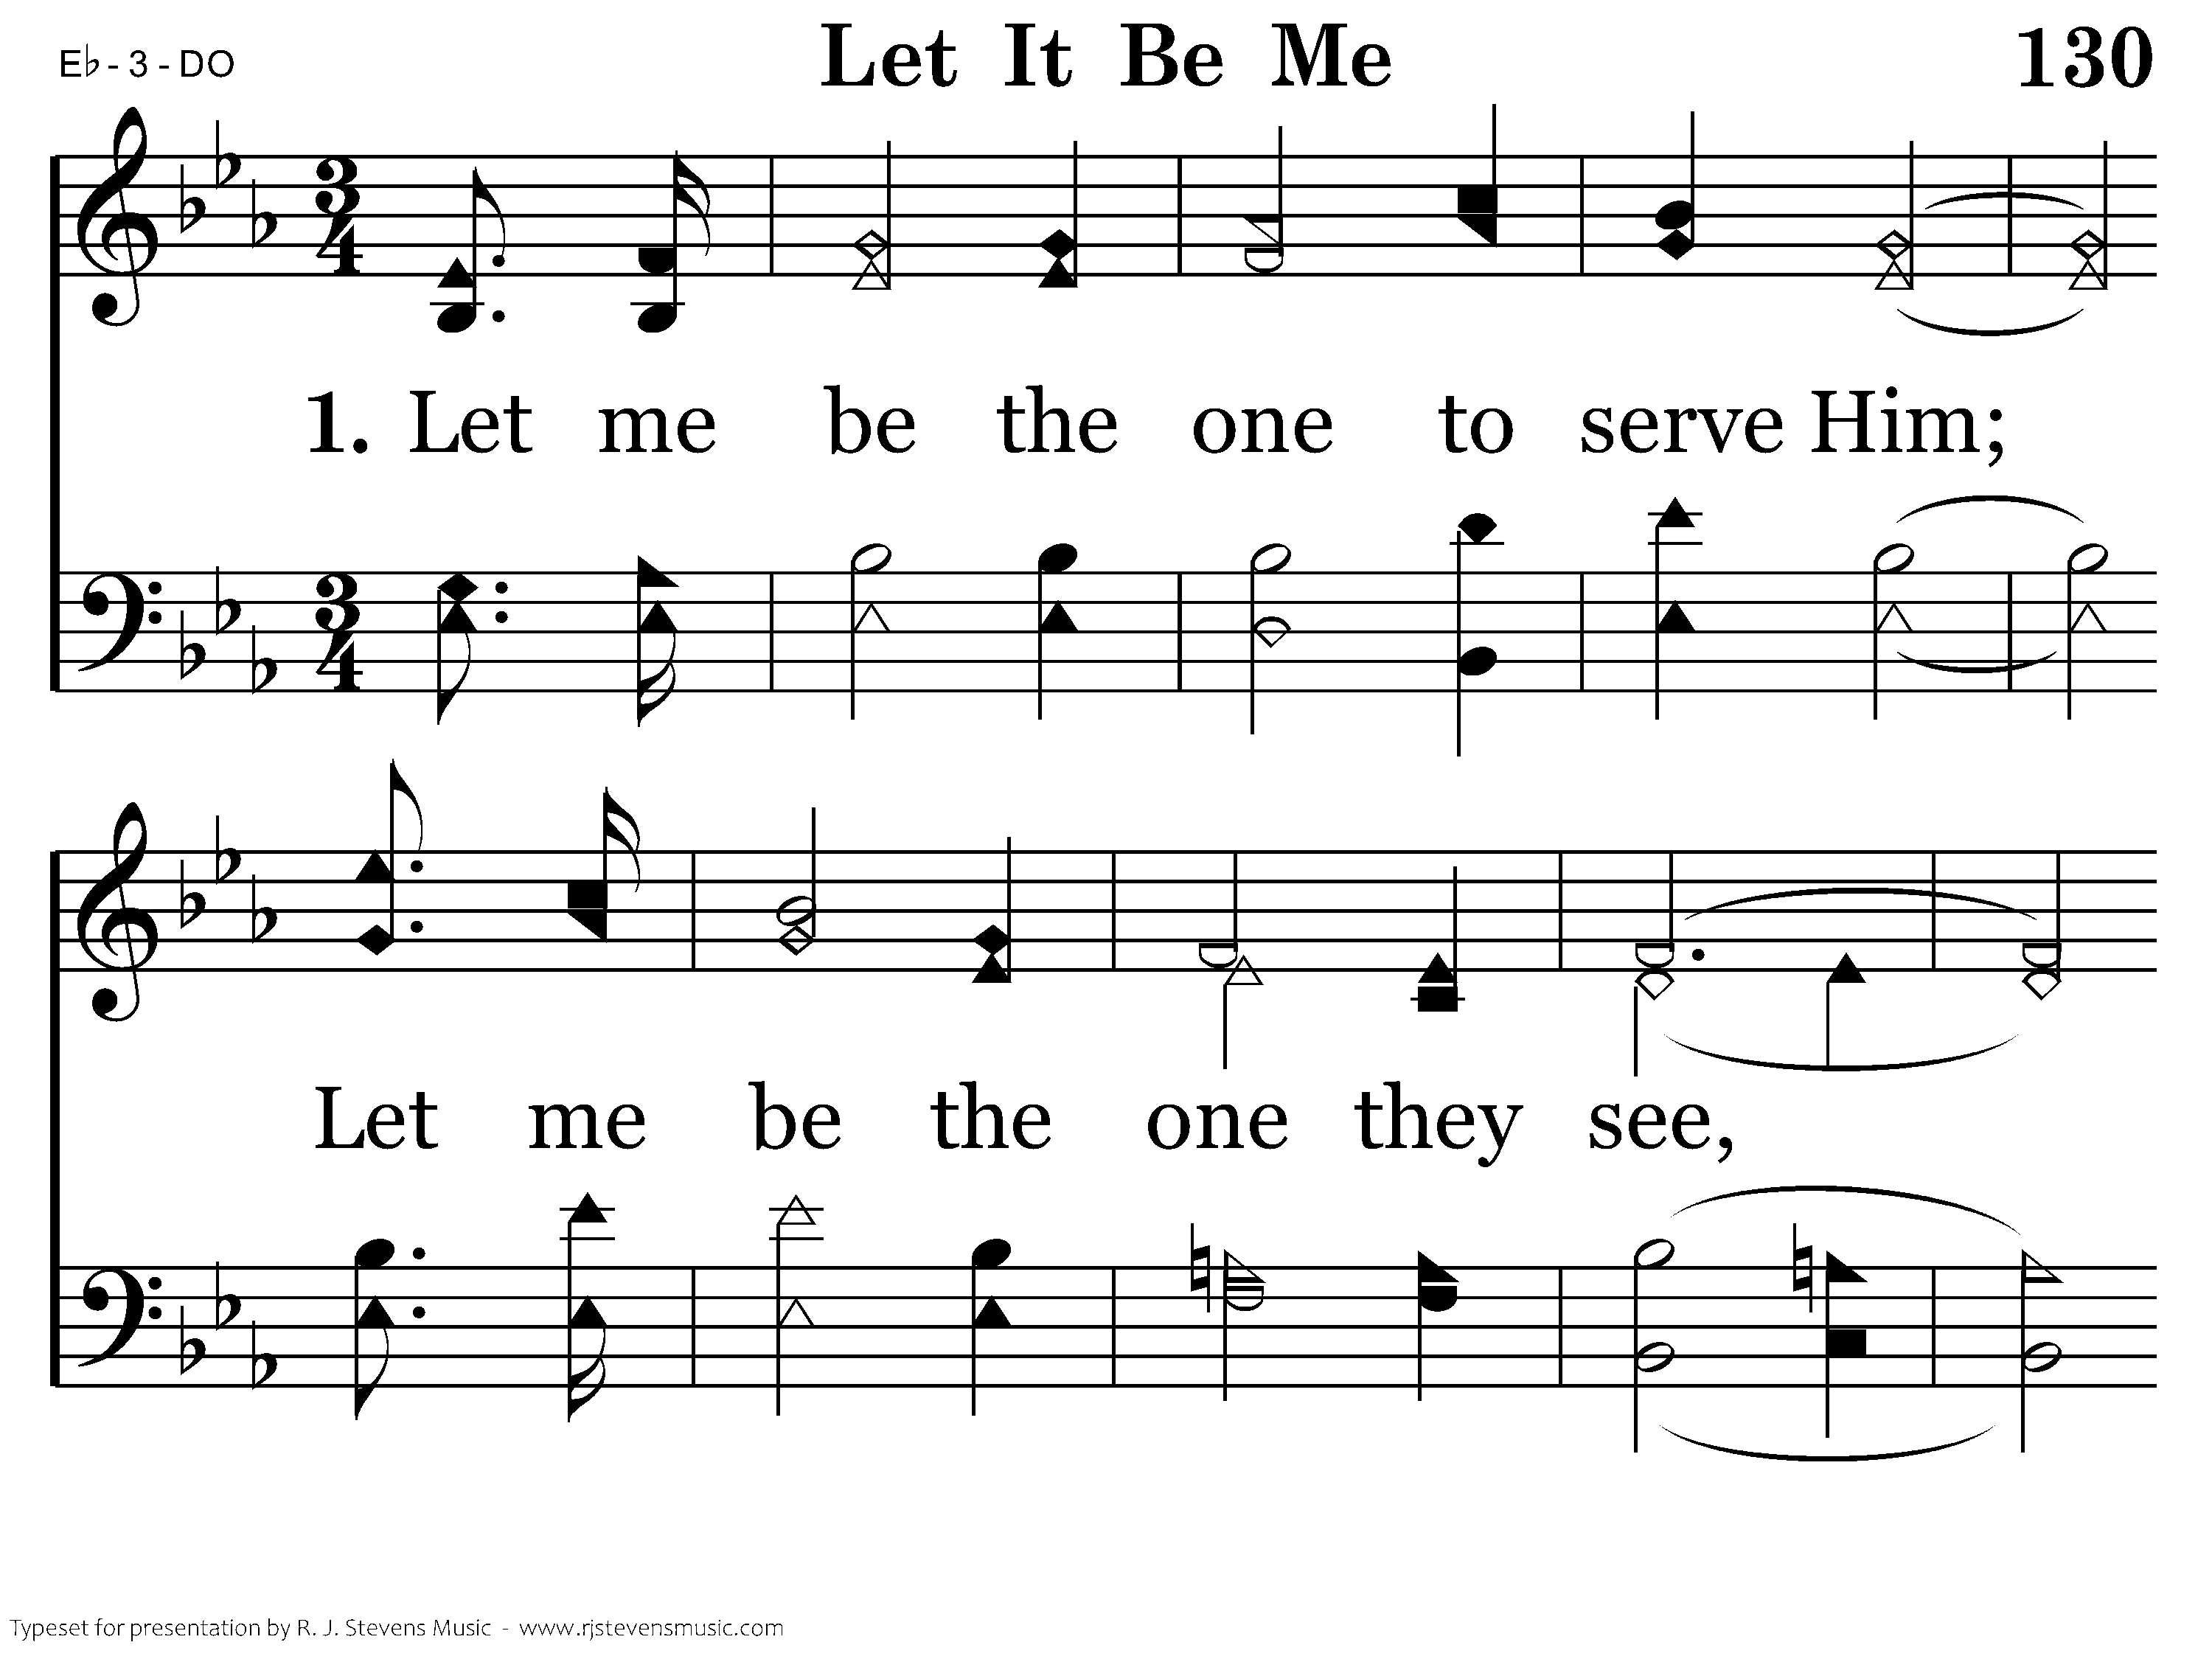 E♭ - 3 - DO
Let It Be Me
130
1. Let me be the one to serve Him;
Let me be the one they see,
Typeset for presentation by R. J. Stevens Music - www.rjstevensmusic.com